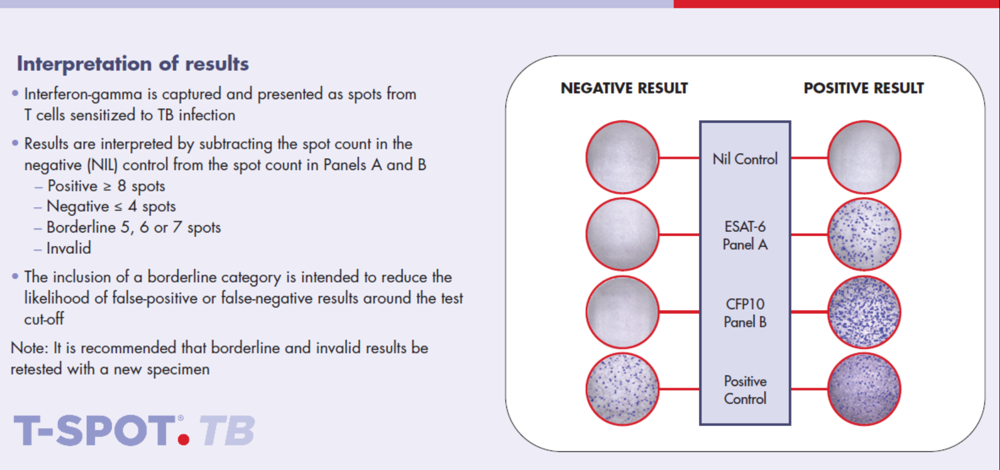 Interpretation of results
• Interferon-gamma is captured and presented as spots from
T cells sensitized to TB infection
• Results are interpreted by subtracting the spot count in the
negative (NIL) control from the spot count in Panels A and B
– Positive ≥ 8 spots
– Negative ≤ 4 spots
– Borderline 5, 6 or 7 spots
– Invalid
• The inclusion of a borderline category is intended to reduce the
likelihood of false-positive or false-negative results around the test
cut-off
Note: It is recommended that borderline and invalid results be
retested with a new specimen
T-SPOT®.TB
NEGATIVE RESULT
POSITIVE RESULT
Nil Control
ESAT-6
Panel A
CFP10
Panel B
Positive
Control